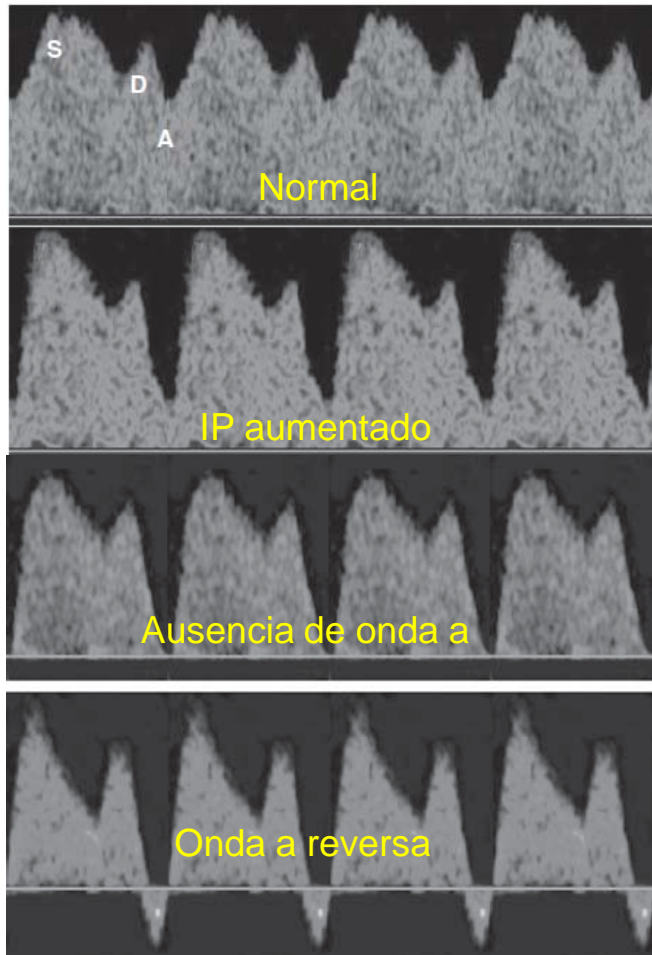 S
D
A
Normal
IP aumentado
Ausencia de onda a
Onda a reversa